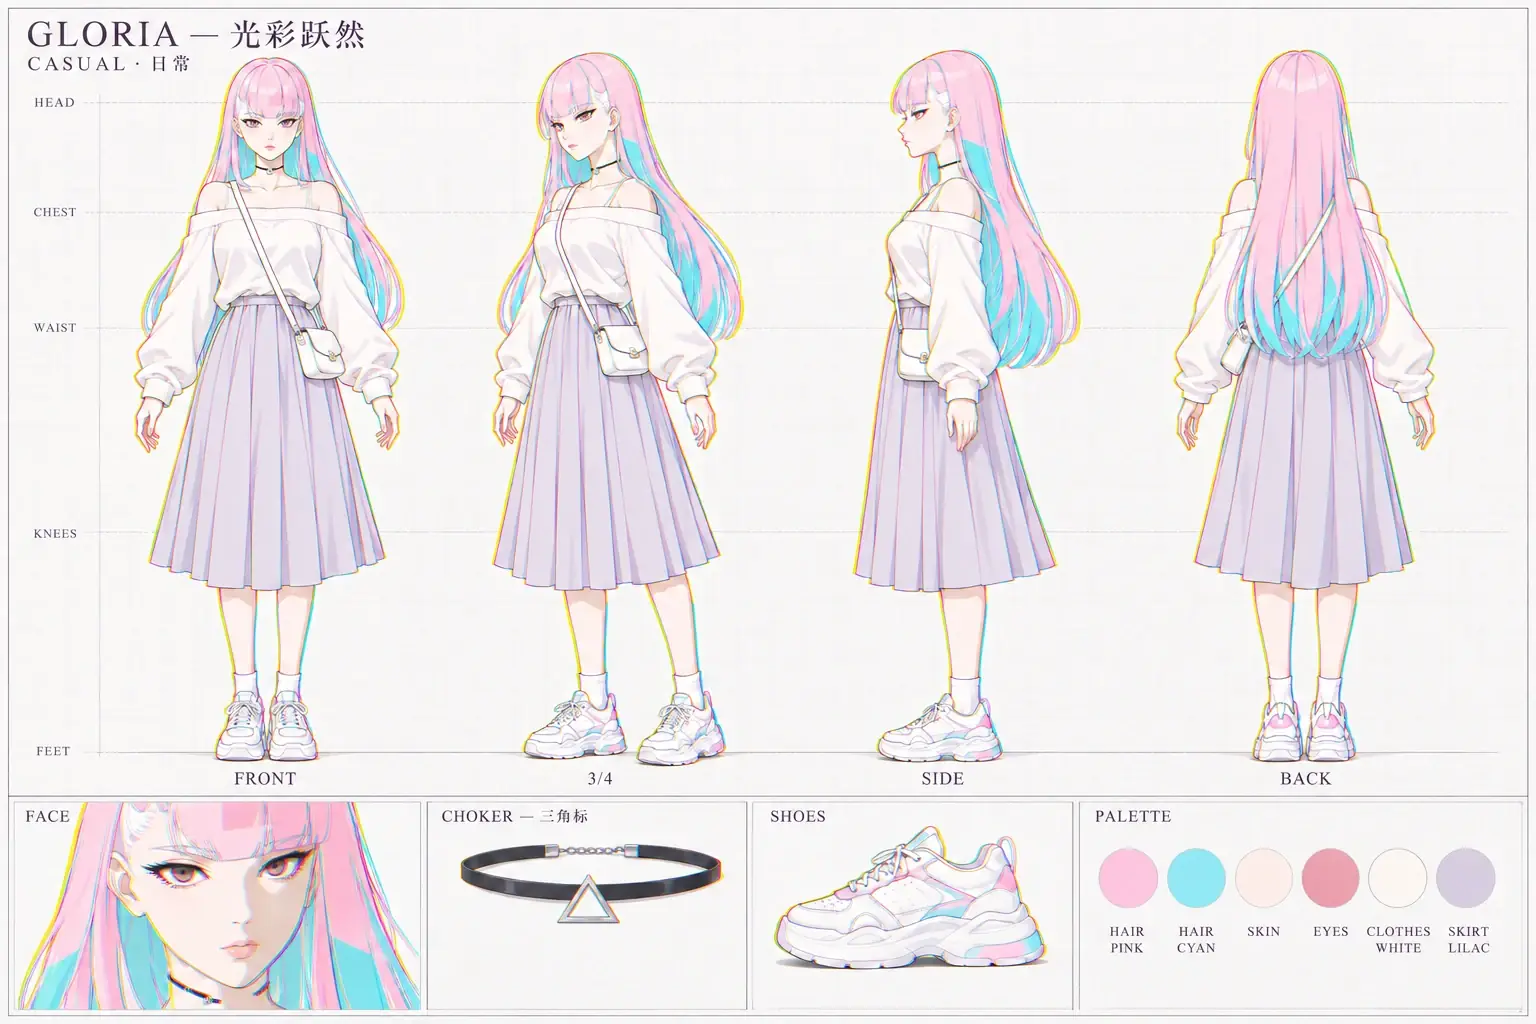 GLORIA — 光彩跃然
CASUAL · 日常
HEAD
CHEST
WAIST
KNEES
FEET
FRONT
3/4
SIDE
BACK
FACE
CHOKER — 三角标
SHOES
PALETTE
HAIR PINK
HAIR CYAN
SKIN
EYES
CLOTHES WHITE
SKIRT LILAC